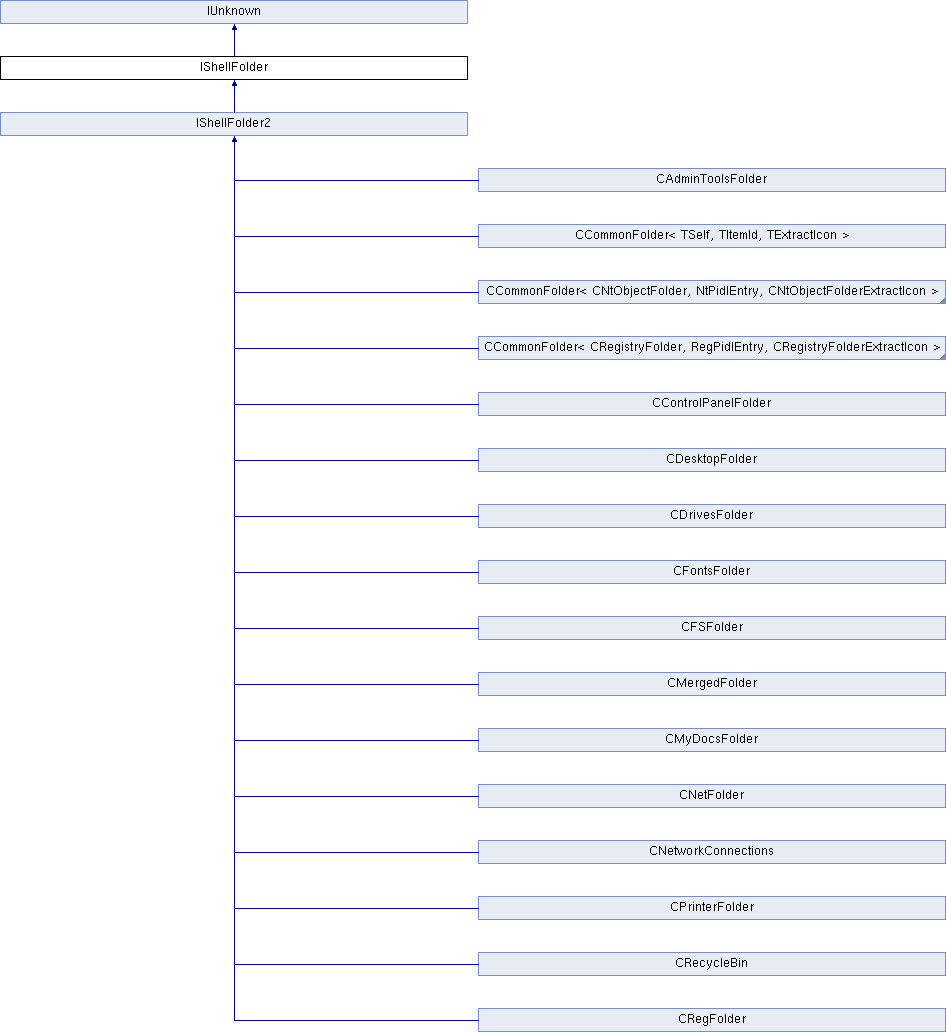 IUnknown
IShellFolder
IShellFolder2
CAdminToolsFolder
CCommonFolder< TSelf, TItemId, TExtractIcon >
CCommonFolder< CNtObjectFolder, NtPidlEntry, CNtObjectFolderExtractIcon >
CCommonFolder< CRegistryFolder, RegPidlEntry, CRegistryFolderExtractIcon >
CControlPanelFolder
CDesktopFolder
CDrivesFolder
CFontsFolder
CFSFolder
CMergedFolder
CMyDocsFolder
CNetFolder
CNetworkConnections
CPrinterFolder
CRecycleBin
CRegFolder